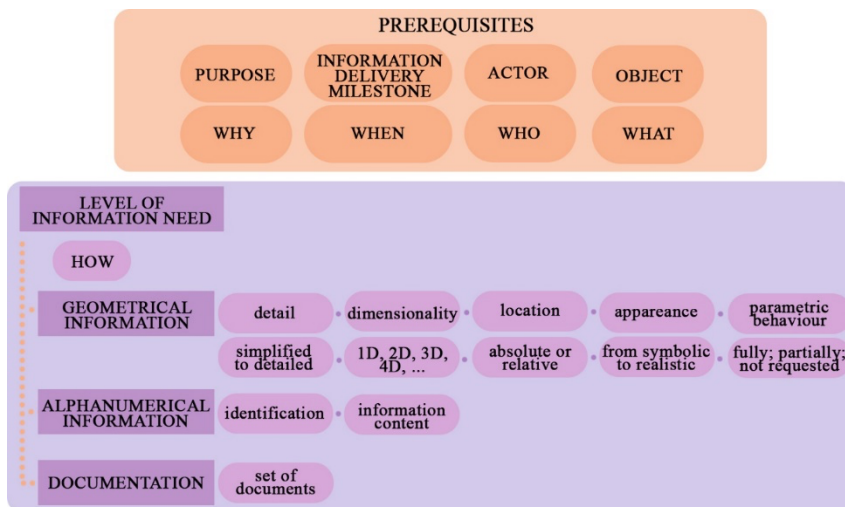 PREREQUISITES
PURPOSE
INFORMATION
DELIVERY
MILESTONE
ACTOR
OBJECT
WHY
WHEN
WHO
WHAT
LEVEL OF
INFORMATION NEED
HOW
GEOMETRICAL
INFORMATION
detail
dimensionality
location
appareance
parametric
behaviour
simplified
to detailed
1D, 2D, 3D,
4D, ...
absolute or
relative
from symbolic
to realistic
fully; partially;
not requested
ALPHANUMERICAL
INFORMATION
identification
information
content
DOCUMENTATION
set of
documents